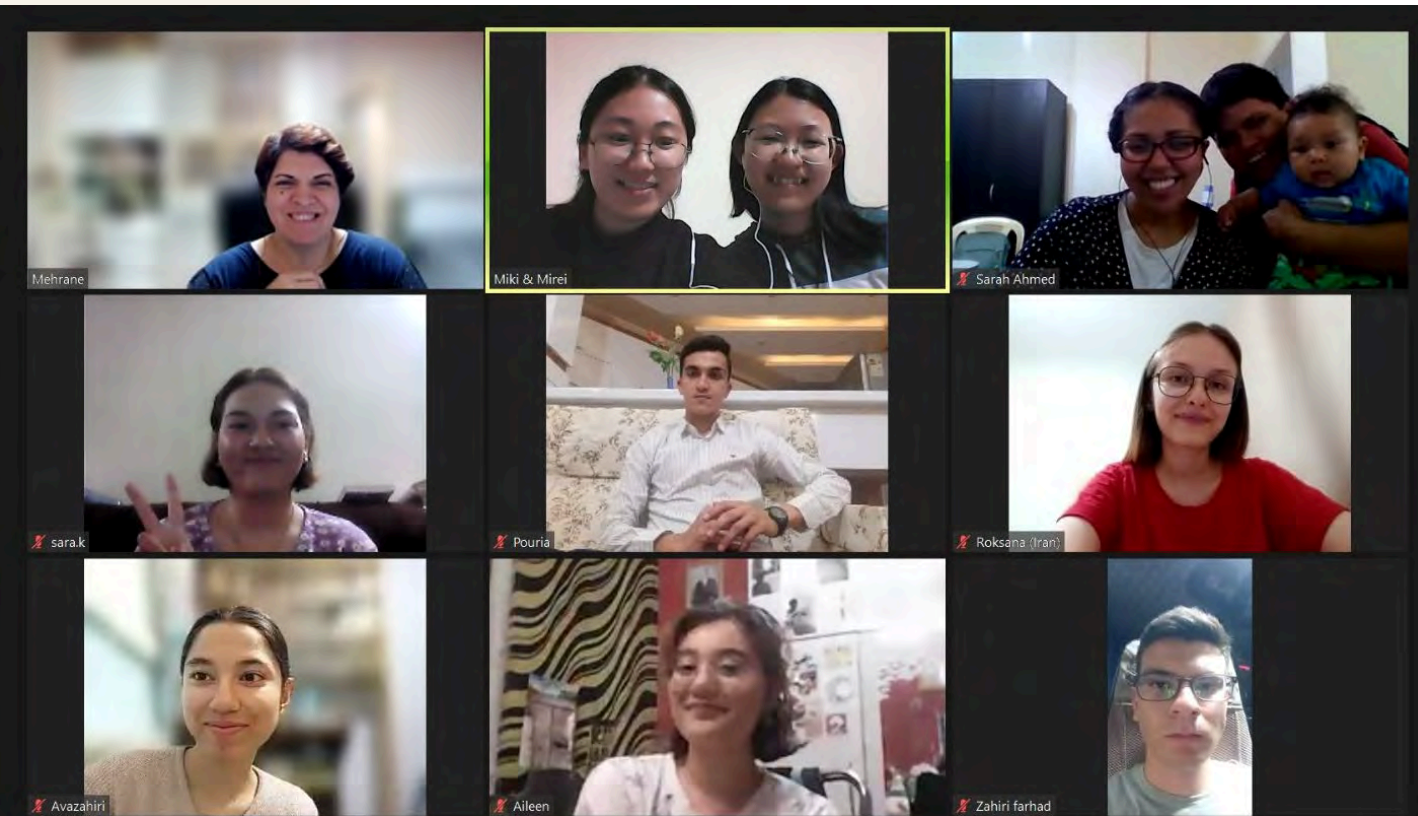 Mehrane
Miki & Mirei
Sarah Ahmed
sara.k
Pouria
Roksana (Iran)
Avazahiri
Aileen
Zahiri farhad